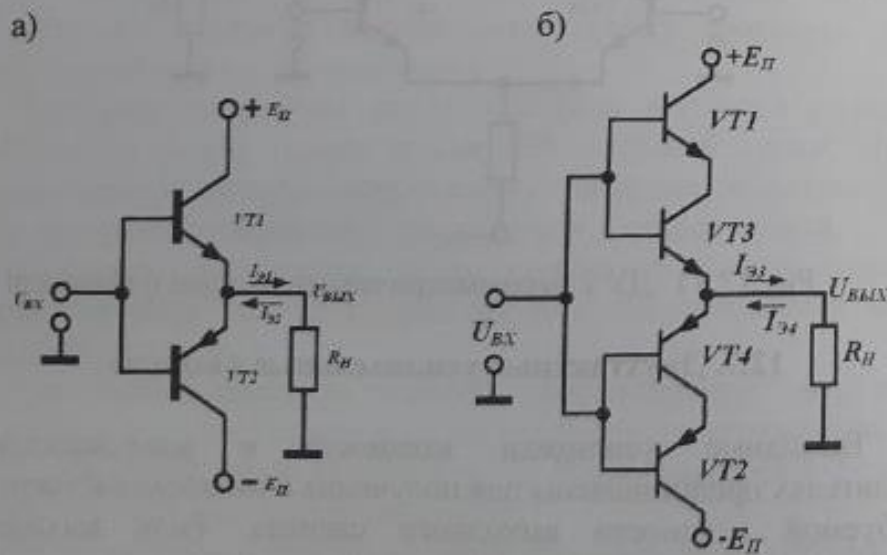 а)
б)
+ Eп
VT1
Iэ1
Uвх
Uвых
Iэ2
VT2
Rн
- Eп
+Eп
VT1
VT3
Iэ3
Uвых
Uвх
Iэ4
VT4
Rн
VT2
-Eп